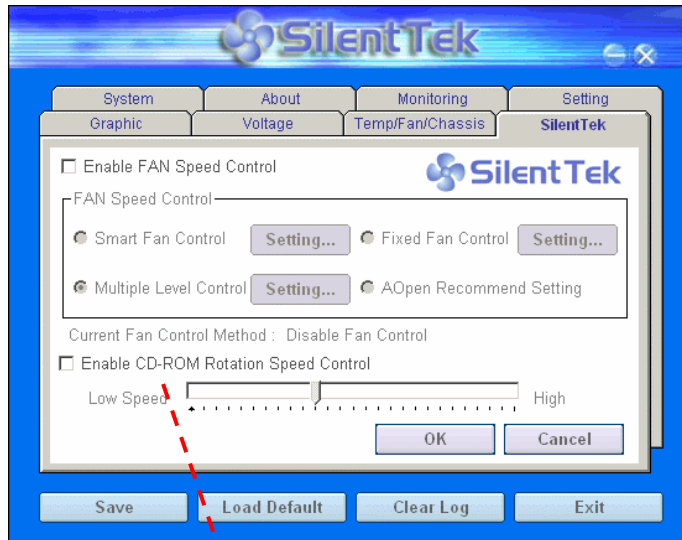 SilentTek
System About Monitoring Setting
Graphic Voltage Temp/Fan/Chassis SilentTek
Enable FAN Speed Control
SilentTek
FAN Speed Control
Smart Fan Control Setting... Fixed Fan Control Setting...
Multiple Level Control Setting... AOpen Recommend Setting
Current Fan Control Method : Disable Fan Control
Enable CD-ROM Rotation Speed Control
Low Speed High
OK Cancel
Save Load Default Clear Log Exit